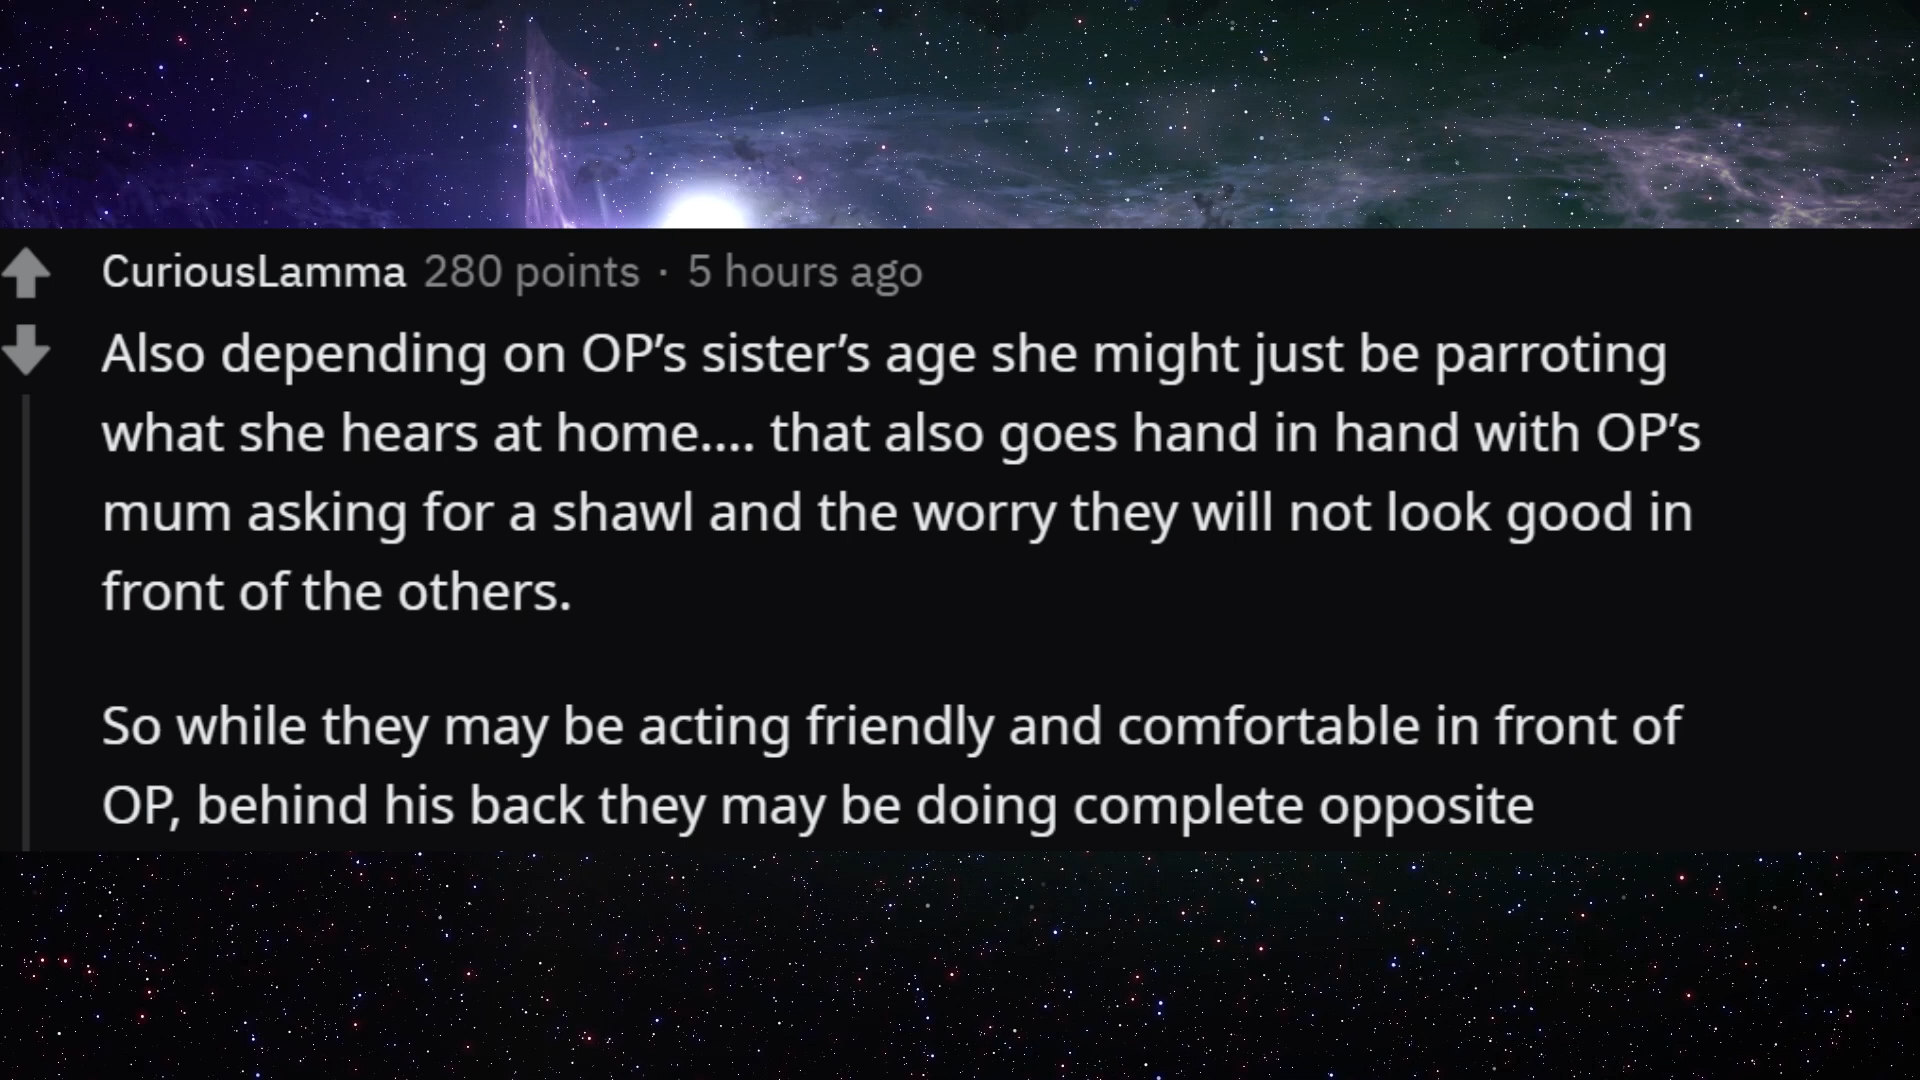 CuriousLamma 280 points · 5 hours ago
Also depending on OP’s sister’s age she might just be parroting
what she hears at home.... that also goes hand in hand with OP’s
mum asking for a shawl and the worry they will not look good in
front of the others.
So while they may be acting friendly and comfortable in front of
OP, behind his back they may be doing complete opposite